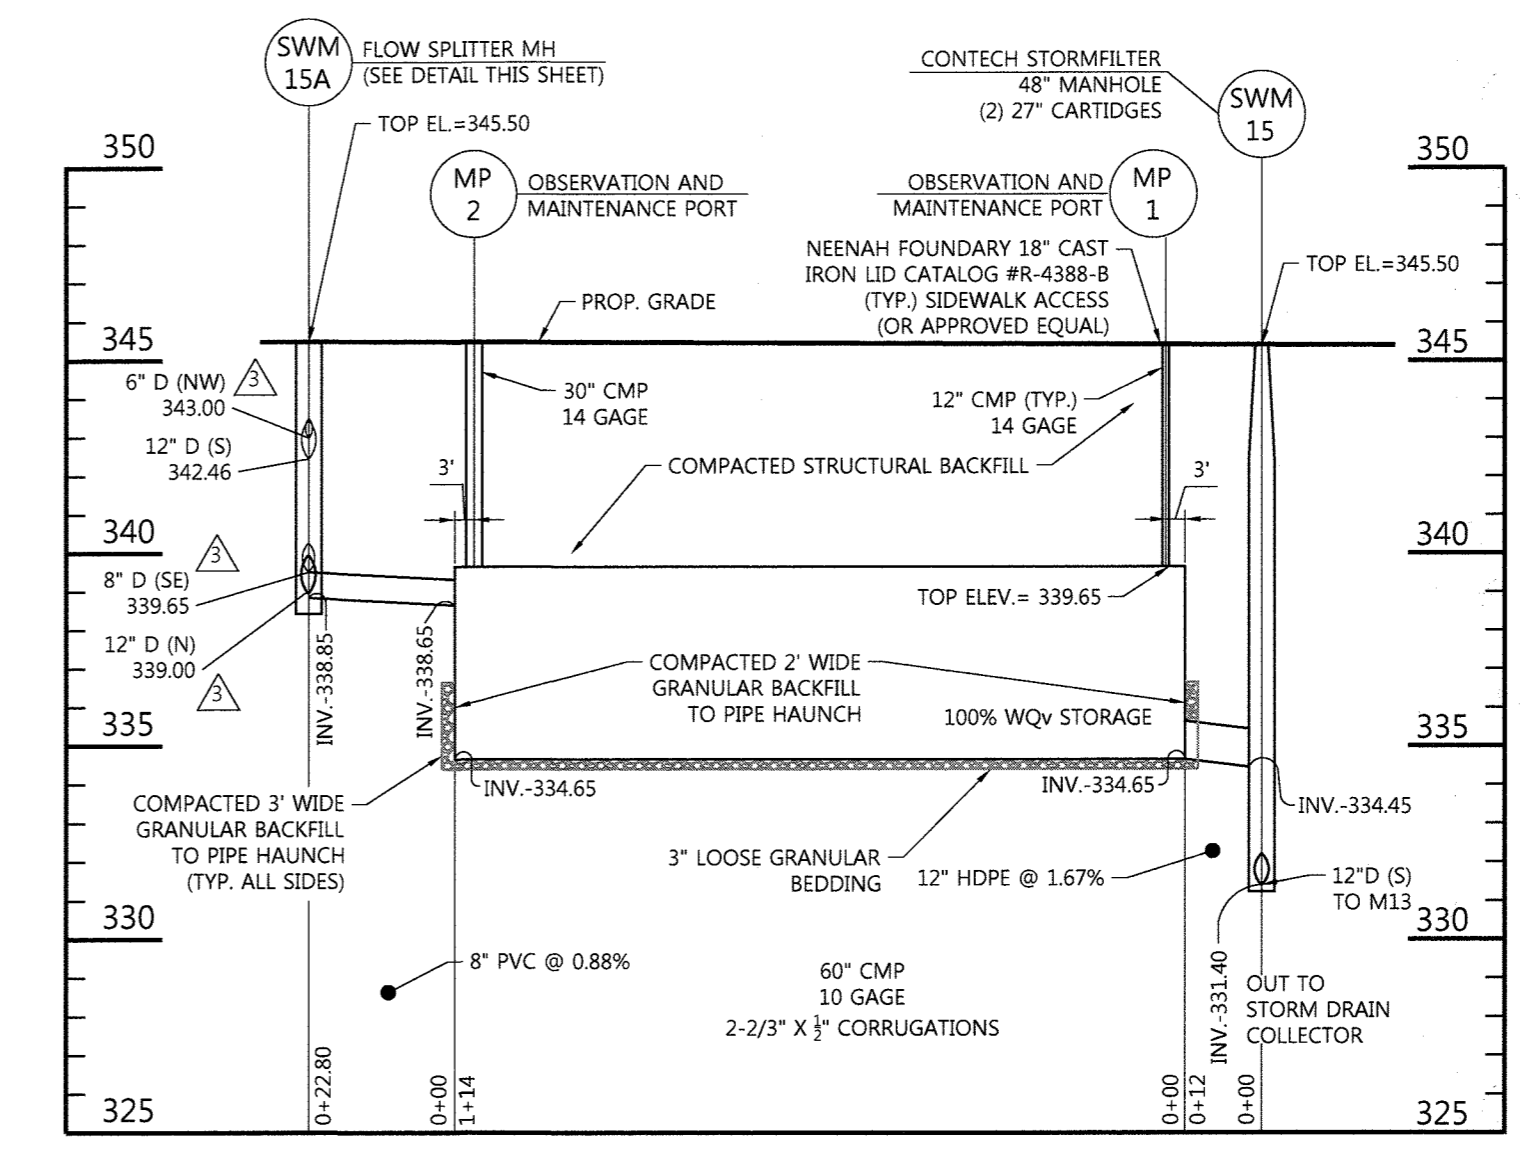 SWM
15A
FLOW SPLITTER MH
(SEE DETAIL THIS SHEET)
CONTECH STORMFILTER
48" MANHOLE
(2) 27" CARTIDGES
SWM
15
TOP EL.=345.50
350
350
MP
2
OBSERVATION AND
MAINTENANCE PORT
OBSERVATION AND
MAINTENANCE PORT
MP
1
NEENAH FOUNDARY 18" CAST
IRON LID CATALOG #R-4388-B
(TYP.) SIDEWALK ACCESS
(OR APPROVED EQUAL)
TOP EL.=345.50
PROP. GRADE
345
345
6" D (NW)
343.00
3
12" D (S)
342.46
30" CMP
14 GAGE
12" CMP (TYP.)
14 GAGE
COMPACTED STRUCTURAL BACKFILL
3'
3'
340
340
3
8" D (SE)
339.65
12" D (N)
339.00
3
INV.-338.85
INV.-338.65
TOP ELEV.= 339.65
COMPACTED 2' WIDE
GRANULAR BACKFILL
TO PIPE HAUNCH
100% WQv STORAGE
335
335
INV.-334.65
INV.-334.65
INV.-334.45
COMPACTED 3' WIDE
GRANULAR BACKFILL
TO PIPE HAUNCH
(TYP. ALL SIDES)
3" LOOSE GRANULAR
BEDDING
12" HDPE @ 1.67%
12"D (S)
TO M13
330
330
8" PVC @ 0.88%
60" CMP
10 GAGE
2-2/3" X ½" CORRUGATIONS
INV.-331.40
OUT TO
STORM DRAIN
COLLECTOR
325
0+22.80
0+00
1+14
0+00
0+12
0+00
325